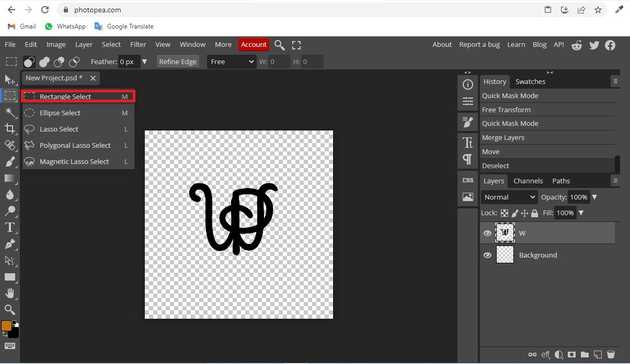 photopea.com
Gmail WhatsApp Google Translate
File Edit Image Layer Select Filter View Window More Account About Report a bug Learn Blog API
Feather: 0 px Refine Edge Free W: 0 H: 0
New Project.psd *
Rectangle Select M
Ellipse Select M
Lasso Select L
Polygonal Lasso Select L
Magnetic Lasso Select L
CSS
History Swatches
Quick Mask Mode
Free Transform
Quick Mask Mode
Merge Layers
Move
Deselect
Layers Channels Paths
Normal Opacity: 100%
Lock: Fill: 100%
W
Background